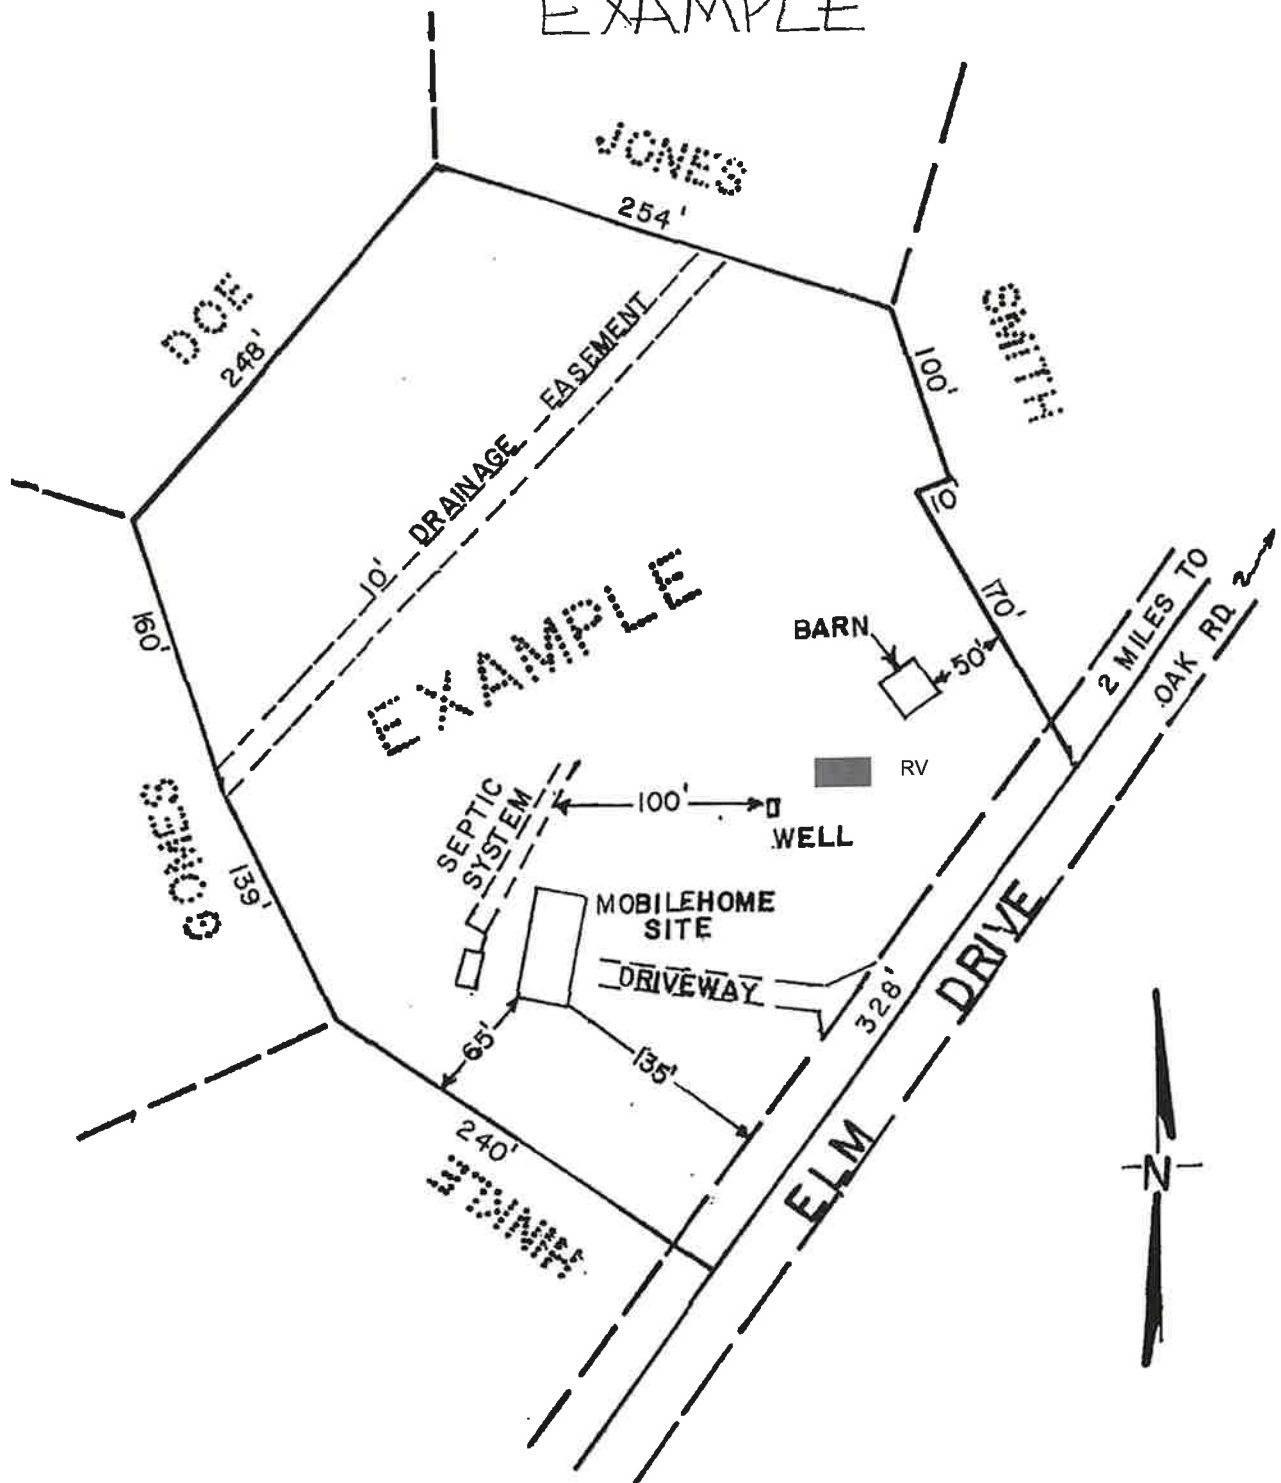 EXAMPLE
JONES
254'
DOE
248'
SMITH
100'
10
170'
DRAINAGE EASEMENT
10'
160'
EXAMPLE
BARN
50'
2 MILES TO
OAK RD.
RV
100'
WELL
SEPTIC
SYSTEM
GOMES
139'
MOBILEHOME
SITE
DRIVEWAY
328'
ELM DRIVE
65'
135'
240'
HINKLE
N